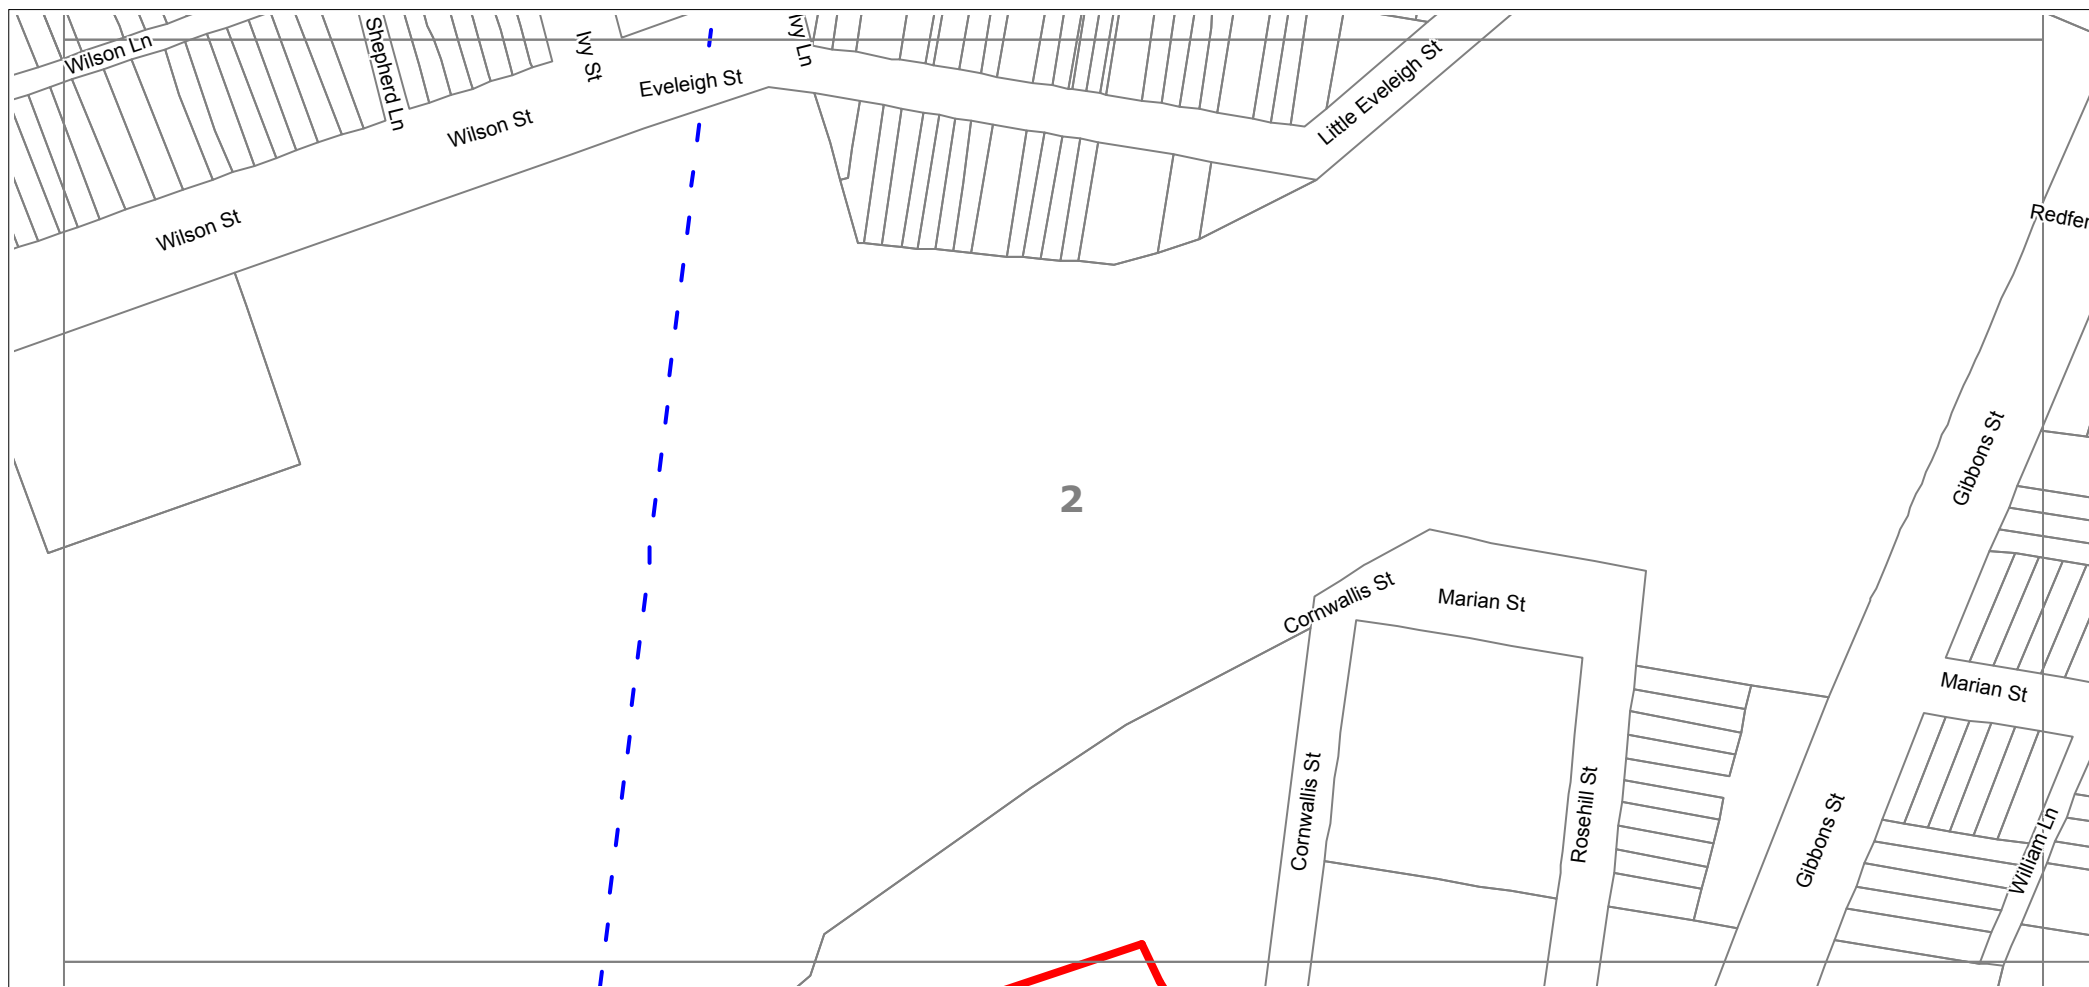 Wilson Ln
Shepherd Ln
Ivy St
Ivy Ln
Eveleigh St
Little Eveleigh St
Wilson St
Wilson St
Redfer
Gibbons St
2
Cornwallis St
Marian St
Marian St
Cornwallis St
Rosehill St
Gibbons St
William Ln